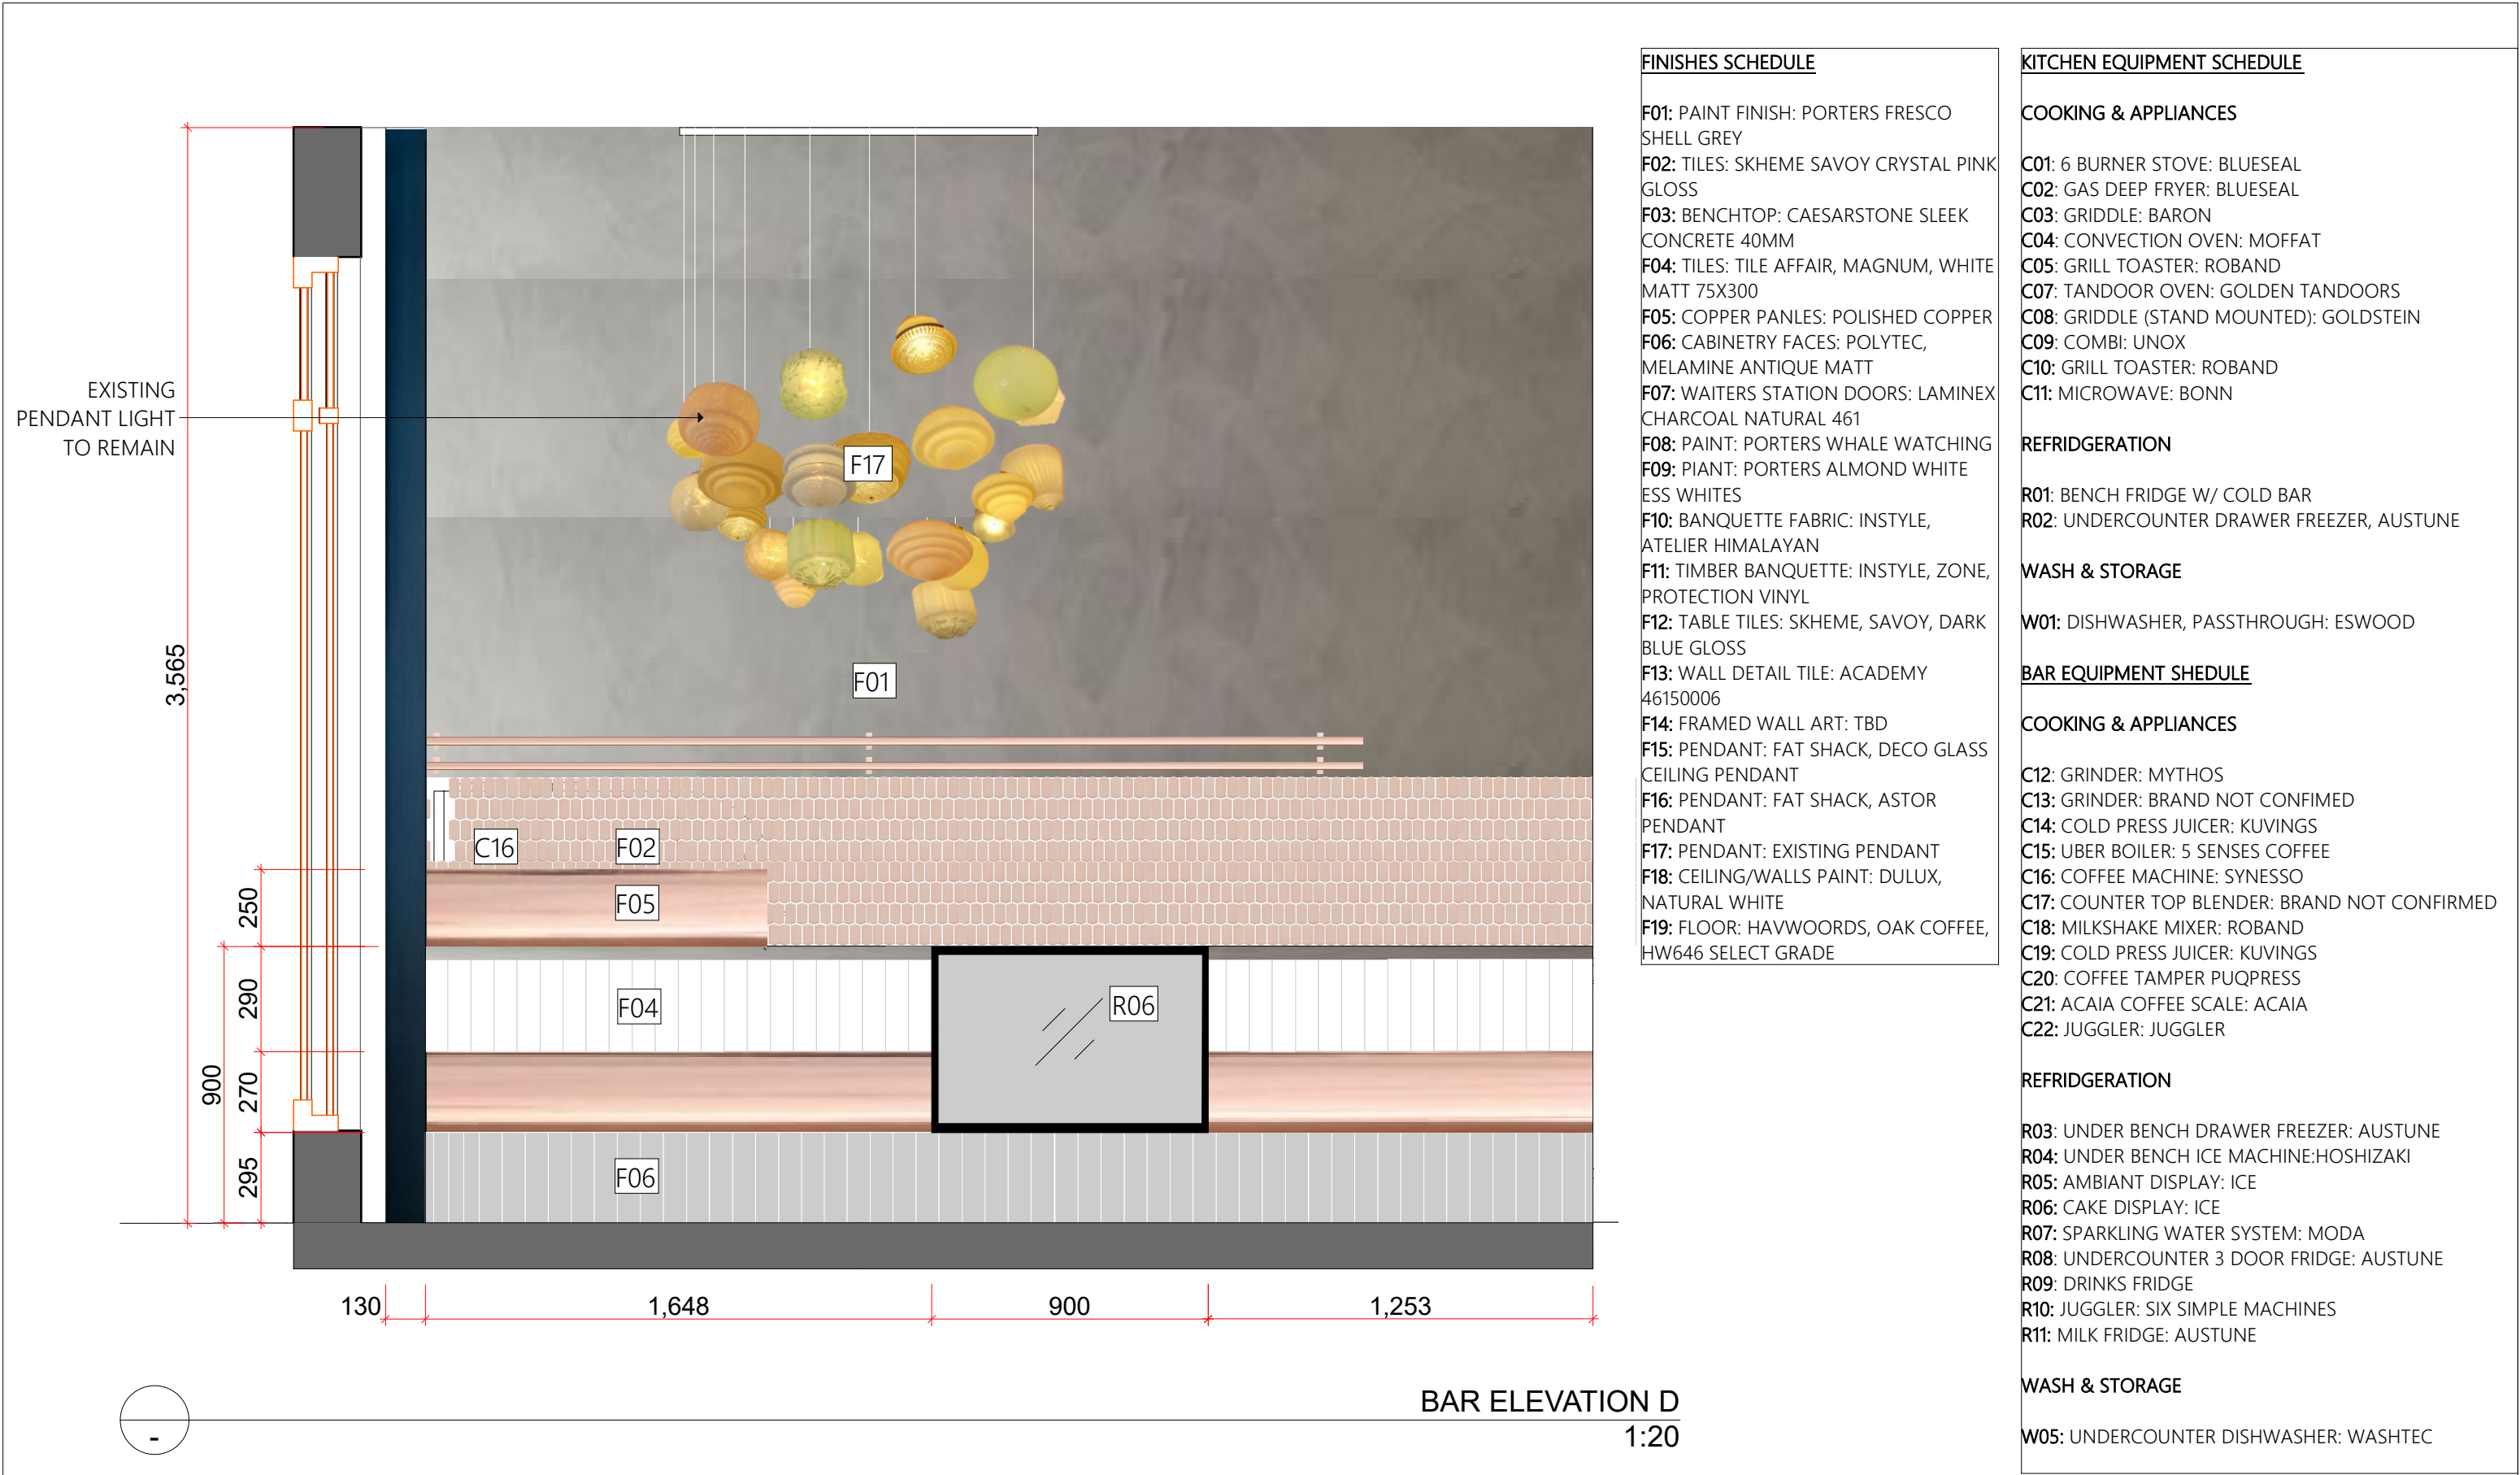 EXISTING
PENDANT LIGHT
TO REMAIN
3,565
900
250
290
270
295
F17
F01
C16
F02
F05
F04
R06
F06
130
1,648
900
1,253
-
BAR ELEVATION D
1:20
FINISHES SCHEDULE
F01: PAINT FINISH: PORTERS FRESCO
SHELL GREY
F02: TILES: SKHEME SAVOY CRYSTAL PINK
GLOSS
F03: BENCHTOP: CAESARSTONE SLEEK
CONCRETE 40MM
F04: TILES: TILE AFFAIR, MAGNUM, WHITE
MATT 75X300
F05: COPPER PANLES: POLISHED COPPER
F06: CABINETRY FACES: POLYTEC,
MELAMINE ANTIQUE MATT
F07: WAITERS STATION DOORS: LAMINEX
CHARCOAL NATURAL 461
F08: PAINT: PORTERS WHALE WATCHING
F09: PIANT: PORTERS ALMOND WHITE
ESS WHITES
F10: BANQUETTE FABRIC: INSTYLE,
ATELIER HIMALAYAN
F11: TIMBER BANQUETTE: INSTYLE, ZONE,
PROTECTION VINYL
F12: TABLE TILES: SKHEME, SAVOY, DARK
BLUE GLOSS
F13: WALL DETAIL TILE: ACADEMY
46150006
F14: FRAMED WALL ART: TBD
F15: PENDANT: FAT SHACK, DECO GLASS
CEILING PENDANT
F16: PENDANT: FAT SHACK, ASTOR
PENDANT
F17: PENDANT: EXISTING PENDANT
F18: CEILING/WALLS PAINT: DULUX,
NATURAL WHITE
F19: FLOOR: HAVWOORDS, OAK COFFEE,
HW646 SELECT GRADE
KITCHEN EQUIPMENT SCHEDULE
COOKING & APPLIANCES
C01: 6 BURNER STOVE: BLUESEAL
C02: GAS DEEP FRYER: BLUESEAL
C03: GRIDDLE: BARON
C04: CONVECTION OVEN: MOFFAT
C05: GRILL TOASTER: ROBAND
C07: TANDOOR OVEN: GOLDEN TANDOORS
C08: GRIDDLE (STAND MOUNTED): GOLDSTEIN
C09: COMBI: UNOX
C10: GRILL TOASTER: ROBAND
C11: MICROWAVE: BONN
REFRIDGERATION
R01: BENCH FRIDGE W/ COLD BAR
R02: UNDERCOUNTER DRAWER FREEZER, AUSTUNE
WASH & STORAGE
W01: DISHWASHER, PASSTHROUGH: ESWOOD
BAR EQUIPMENT SHEDULE
COOKING & APPLIANCES
C12: GRINDER: MYTHOS
C13: GRINDER: BRAND NOT CONFIMED
C14: COLD PRESS JUICER: KUVINGS
C15: UBER BOILER: 5 SENSES COFFEE
C16: COFFEE MACHINE: SYNESSO
C17: COUNTER TOP BLENDER: BRAND NOT CONFIRMED
C18: MILKSHAKE MIXER: ROBAND
C19: COLD PRESS JUICER: KUVINGS
C20: COFFEE TAMPER PUQPRESS
C21: ACAIA COFFEE SCALE: ACAIA
C22: JUGGLER: JUGGLER
REFRIDGERATION
R03: UNDER BENCH DRAWER FREEZER: AUSTUNE
R04: UNDER BENCH ICE MACHINE:HOSHIZAKI
R05: AMBIANT DISPLAY: ICE
R06: CAKE DISPLAY: ICE
R07: SPARKLING WATER SYSTEM: MODA
R08: UNDERCOUNTER 3 DOOR FRIDGE: AUSTUNE
R09: DRINKS FRIDGE
R10: JUGGLER: SIX SIMPLE MACHINES
R11: MILK FRIDGE: AUSTUNE
WASH & STORAGE
W05: UNDERCOUNTER DISHWASHER: WASHTEC